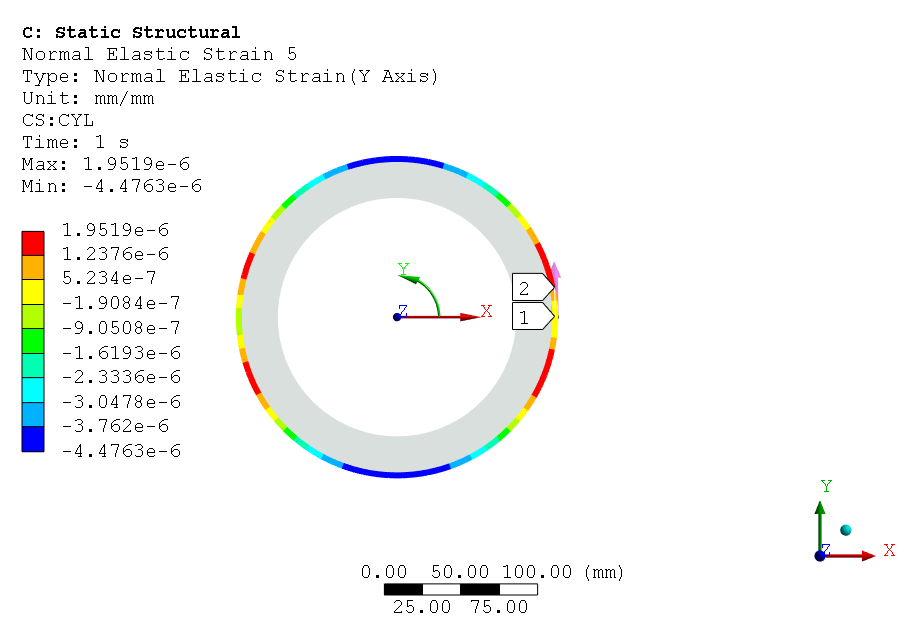 C: Static Structural
Normal Elastic Strain 5
Type: Normal Elastic Strain(Y Axis)
Unit: mm/mm
CS:CYL
Time: 1 s
Max: 1.9519e-6
Min: -4.4763e-6
1.9519e-6
1.2376e-6
5.234e-7
-1.9084e-7
-9.0508e-7
-1.6193e-6
-2.3336e-6
-3.0478e-6
-3.762e-6
-4.4763e-6
Y
Z
X
2
1
Y
Z
X
0.00 50.00 100.00 (mm)
25.00 75.00